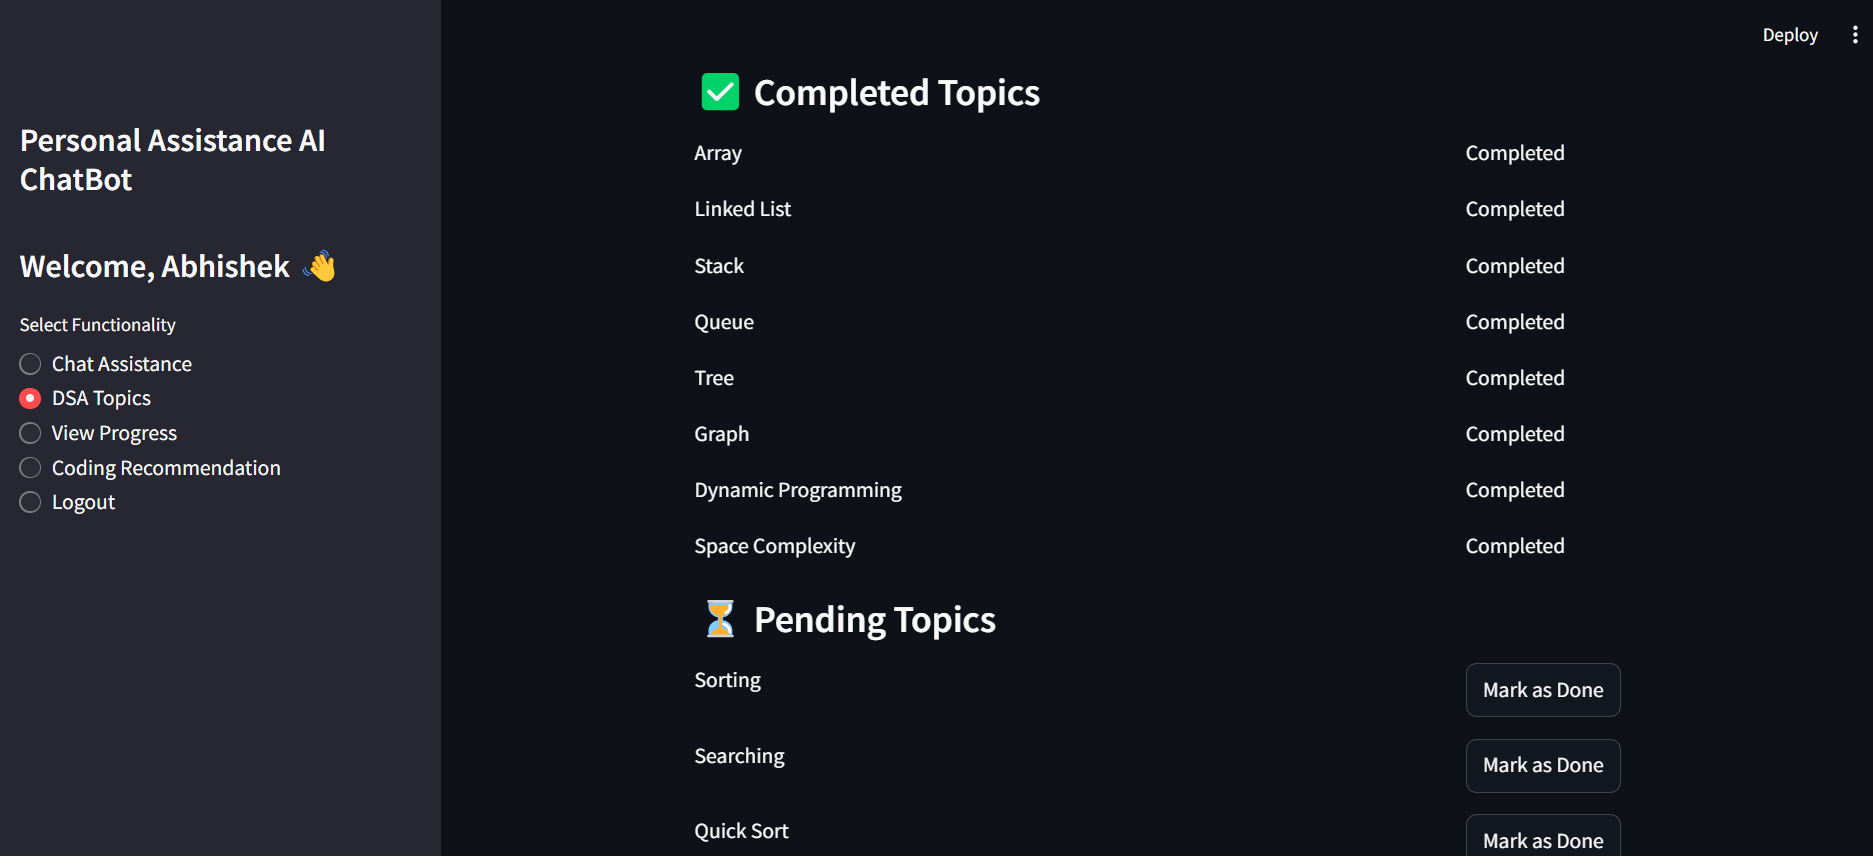 Deploy
Personal Assistance AI
ChatBot
Welcome, Abhishek 👋
Select Functionality
Chat Assistance
DSA Topics
View Progress
Coding Recommendation
Logout
✅ Completed Topics
Array Completed
Linked List Completed
Stack Completed
Queue Completed
Tree Completed
Graph Completed
Dynamic Programming Completed
Space Complexity Completed
⏳ Pending Topics
Sorting Mark as Done
Searching Mark as Done
Quick Sort Mark as Done